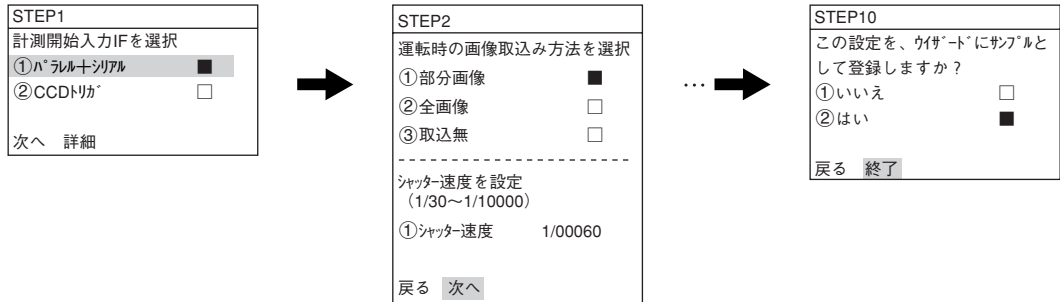 STEP1
計測開始入力IFを選択
①ﾊﾟﾗﾚﾙ＋ｼﾘｱﾙ ■
②CCDﾄﾘｶﾞ □
次へ 詳細
STEP2
運転時の画像取込み方法を選択
①部分画像 ■
②全画像 □
③取込無 □
ｼｬｯﾀｰ速度を設定
（1/30～1/10000）
①ｼｬｯﾀｰ速度 1/00060
戻る 次へ
…
STEP10
この設定を、ｳｲｻﾞｰﾄﾞにｻﾝﾌﾟﾙと
して登録しますか？
①いいえ □
②はい ■
戻る 終了